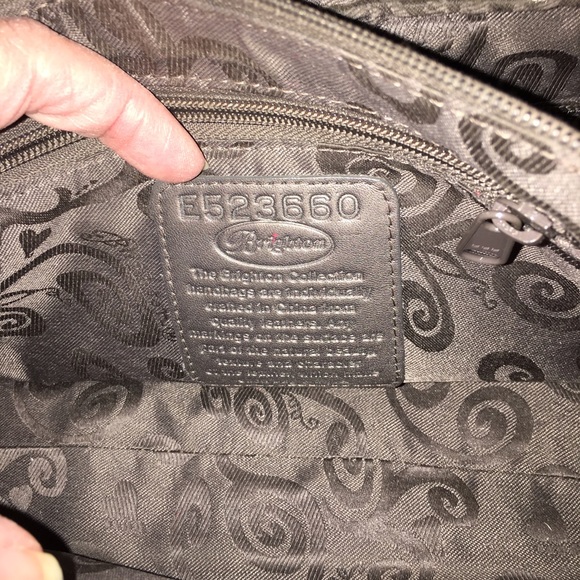 E523660
Brighton
The Brighton Collection
handbags are individually
crafted in China from
quality leathers. Any
markings on the surface are
part of the natural beauty,
texture and character